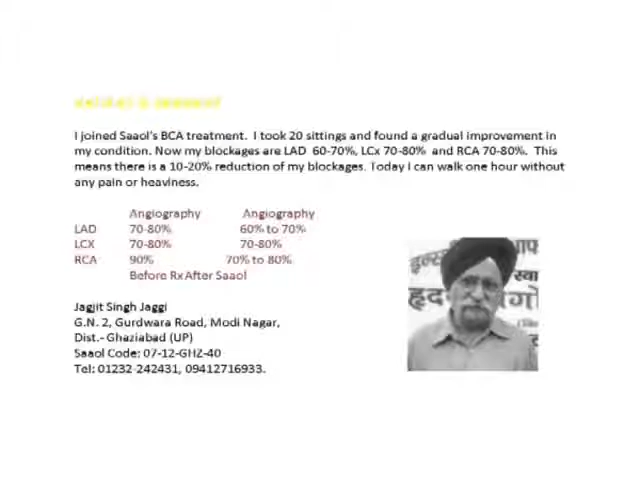 I joined Saaol's BCA treatment. I took 20 sittings and found a gradual improvement in
my condition. Now my blockages are LAD 60-70%, LCx 70-80% and RCA 70-80%. This
means there is a 10-20% reduction of my blockages. Today I can walk one hour without
any pain or heaviness.
Angiography Angiography
LAD 70-80% 60% to 70%
LCX 70-80% 70-80%
RCA 90% 70% to 80%
Before Rx After Saaol
Jagjit Singh Jaggi
G.N. 2, Gurdwara Road, Modi Nagar,
Dist.- Ghaziabad (UP)
Saaol Code: 07-12-GHZ-40
Tel: 01232-242431, 09412716933.